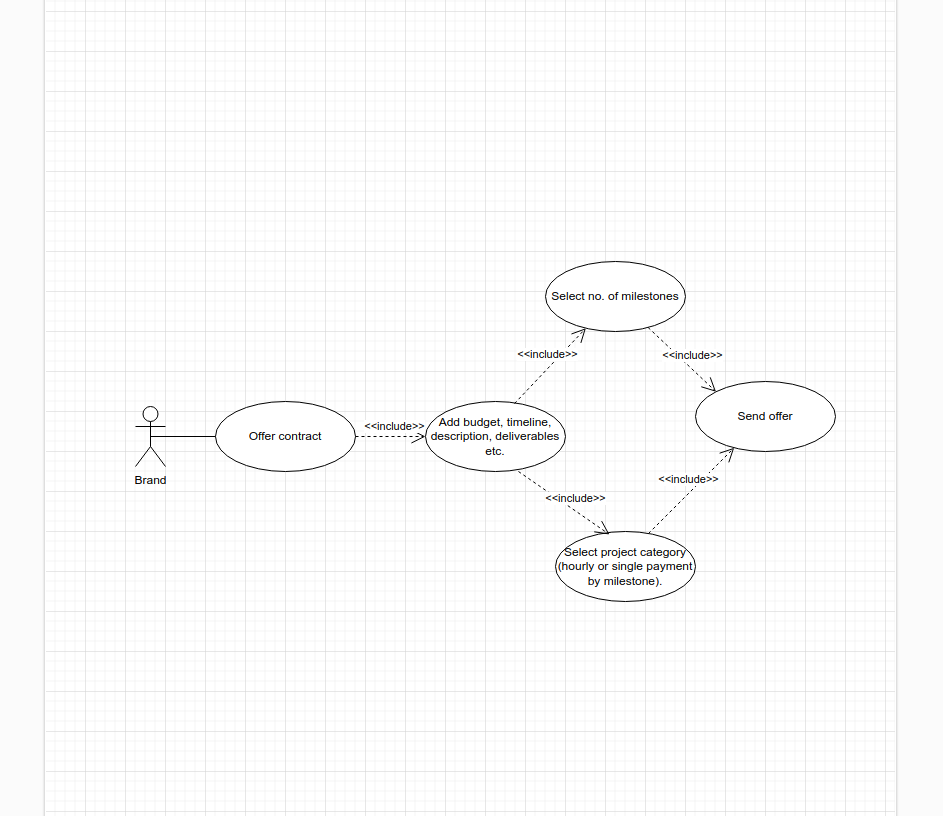 Select no. of milestones
<<include>>
<<include>>
Send offer
Offer contract
<<include>>
Add budget, timeline,
description, deliverables
etc.
Brand
<<include>>
<<include>>
Select project category
(hourly or single payment
by milestone).